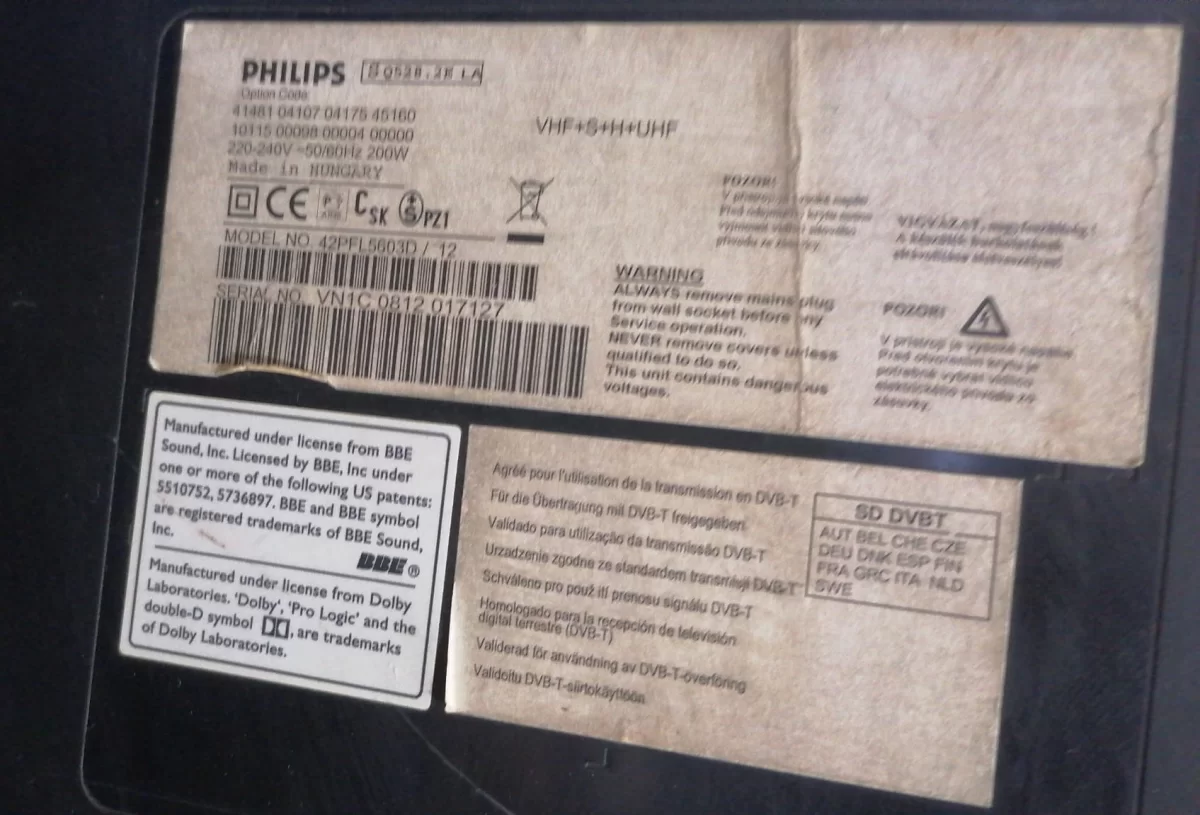 PHILIPS
Option Code
41481 04107 04175 45160
10115 00098 00004 00000
220-240V ~50/60Hz 200W
Made in HUNGARY
VHF+S+H+UHF
CE CSK S PZ1
MODEL NO. 42PFL5603D / 12
SERIAL NO. VN1C 0812 017127
WARNING
ALWAYS remove mains plug
from wall socket before any
Service operation.
NEVER remove covers unless
qualified to do so.
This unit contains dangerous
voltages.
POZOR!
VIGYÁZAT,
POZOR!
Manufactured under license from BBE
Sound, Inc. Licensed by BBE, Inc under
one or more of the following US patents:
5510752, 5736897. BBE and BBE symbol
are registered trademarks of BBE Sound,
Inc.
BBE®
Manufactured under license from Dolby
Laboratories. 'Dolby', 'Pro Logic' and the
double-D symbol , are trademarks
of Dolby Laboratories.
Agréé pour l'utilisation de la transmission en DVB-T
Für die Übertragung mit DVB-T freigegeben.
Validado para utilização da transmissão DVB-T
Urzadzenie zgodne ze standardem transmisji DVB-T
Schváleno pro použ ití prenosu signálu DVB-T
Homologado para la recepción de televisión
digital terrestre (DVB-T)
Validerad för användning av DVB-T-överföring
Validoitu DVB-T-siirtokäyttöön.
SD DVBT
AUT BEL CHE CZE
DEU DNK ESP FIN
FRA GRC ITA NLD
SWE